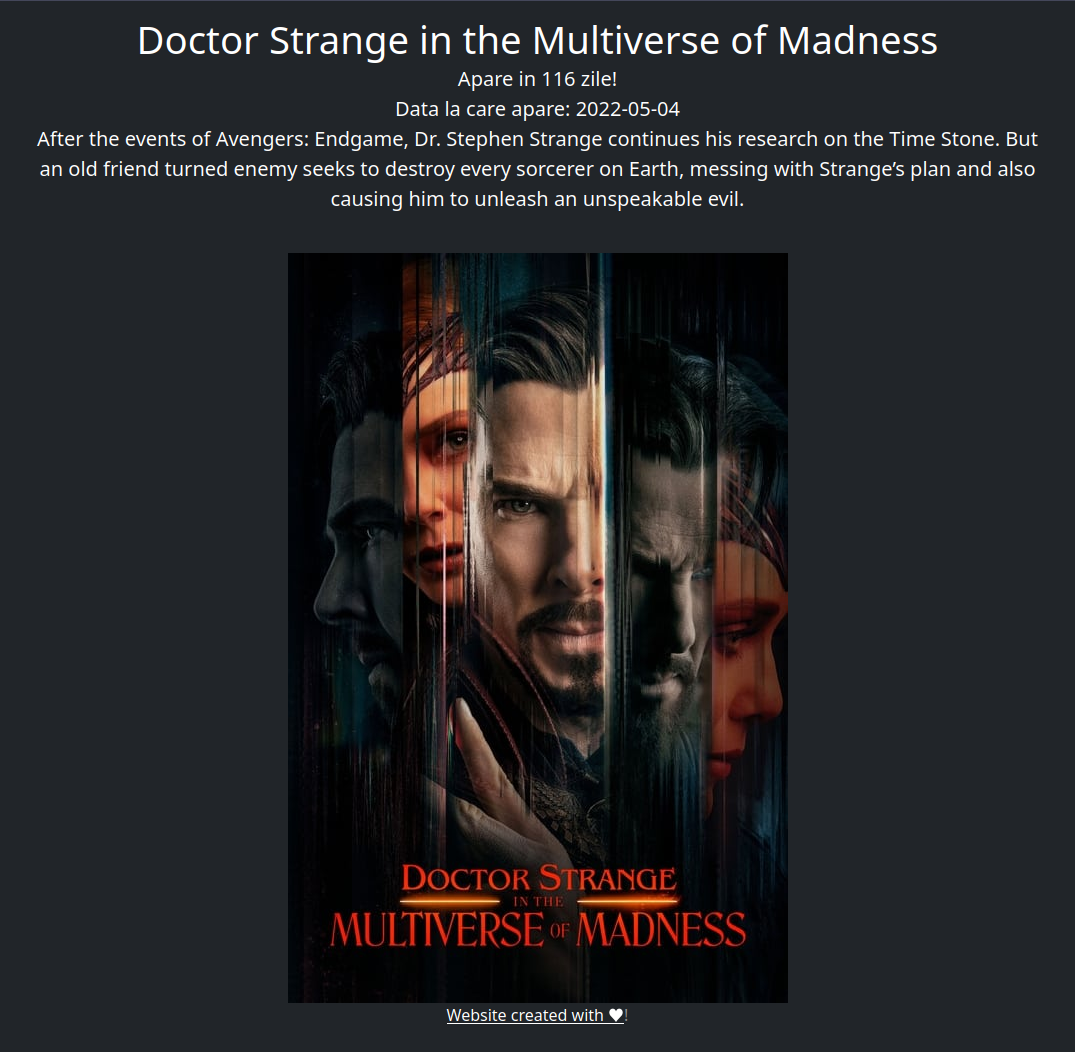 Doctor Strange in the Multiverse of Madness
Apare in 116 zile!
Data la care apare: 2022-05-04
After the events of Avengers: Endgame, Dr. Stephen Strange continues his research on the Time Stone. But
an old friend turned enemy seeks to destroy every sorcerer on Earth, messing with Strange’s plan and also
causing him to unleash an unspeakable evil.
DOCTOR STRANGE
IN THE
MULTIVERSE OF MADNESS
Website created with ♥!